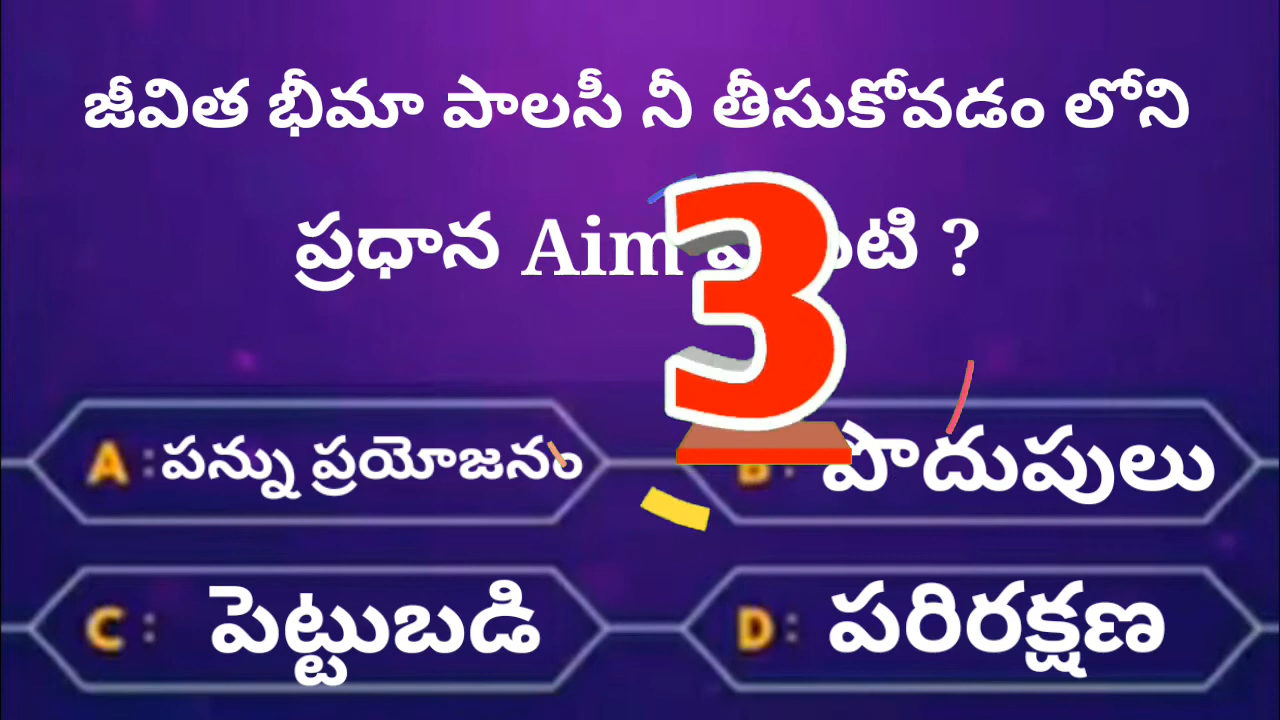 జీవిత భీమా పాలసీ నీ తీసుకోవడం లోని
ప్రధాన Aim ?
3
A : పన్ను ప్రయోజనం
B : పొదుపులు
C : పెట్టుబడి
D : పరిరక్షణ